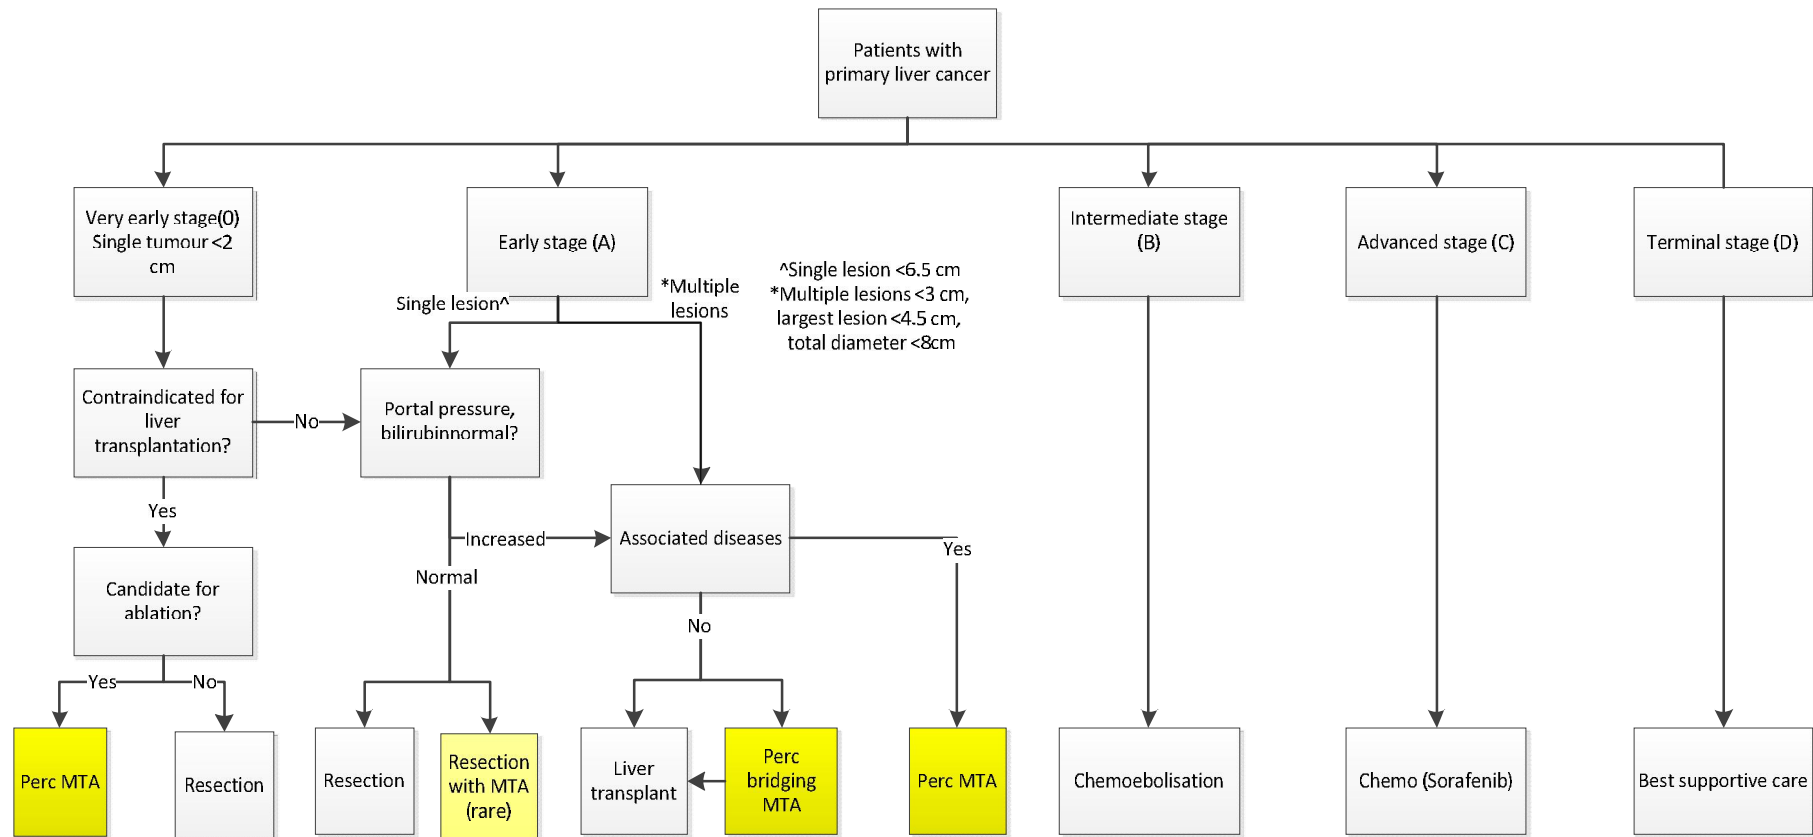 Patients with
primary liver cancer
Very early stage(0)
Single tumour <2
cm
Early stage (A)
Intermediate stage
(B)
Advanced stage (C)
Terminal stage (D)
Single lesion^
*Multiple
lesions
^Single lesion <6.5 cm
*Multiple lesions <3 cm,
largest lesion <4.5 cm,
total diameter <8cm
Contraindicated for
liver
transplantation?
No
Portal pressure,
bilirubinnormal?
Yes
Increased
Associated diseases
Yes
Normal
Candidate for
ablation?
No
Yes
No
Perc MTA
Resection
Resection
Resection
with MTA
(rare)
Liver
transplant
Perc
bridging
MTA
Perc MTA
Chemoebolisation
Chemo (Sorafenib)
Best supportive care